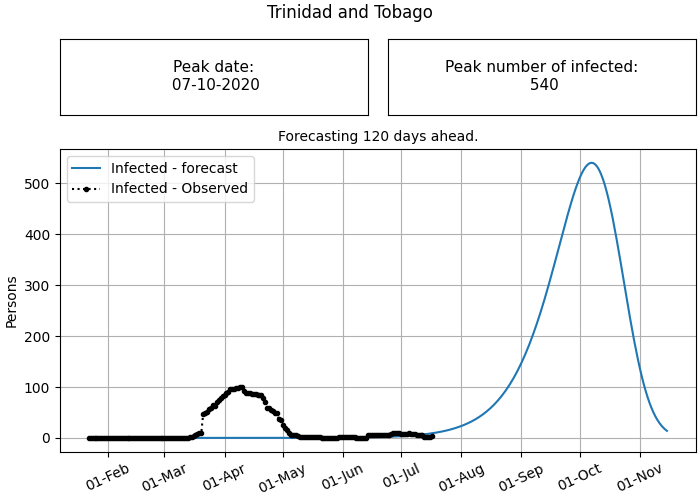 Trinidad and Tobago
Peak date:
07-10-2020
Peak number of infected:
540
Forecasting 120 days ahead.
Infected - forecast
Infected - Observed
Persons
500
400
300
200
100
0
01-Feb
01-Mar
01-Apr
01-May
01-Jun
01-Jul
01-Aug
01-Sep
01-Oct
01-Nov